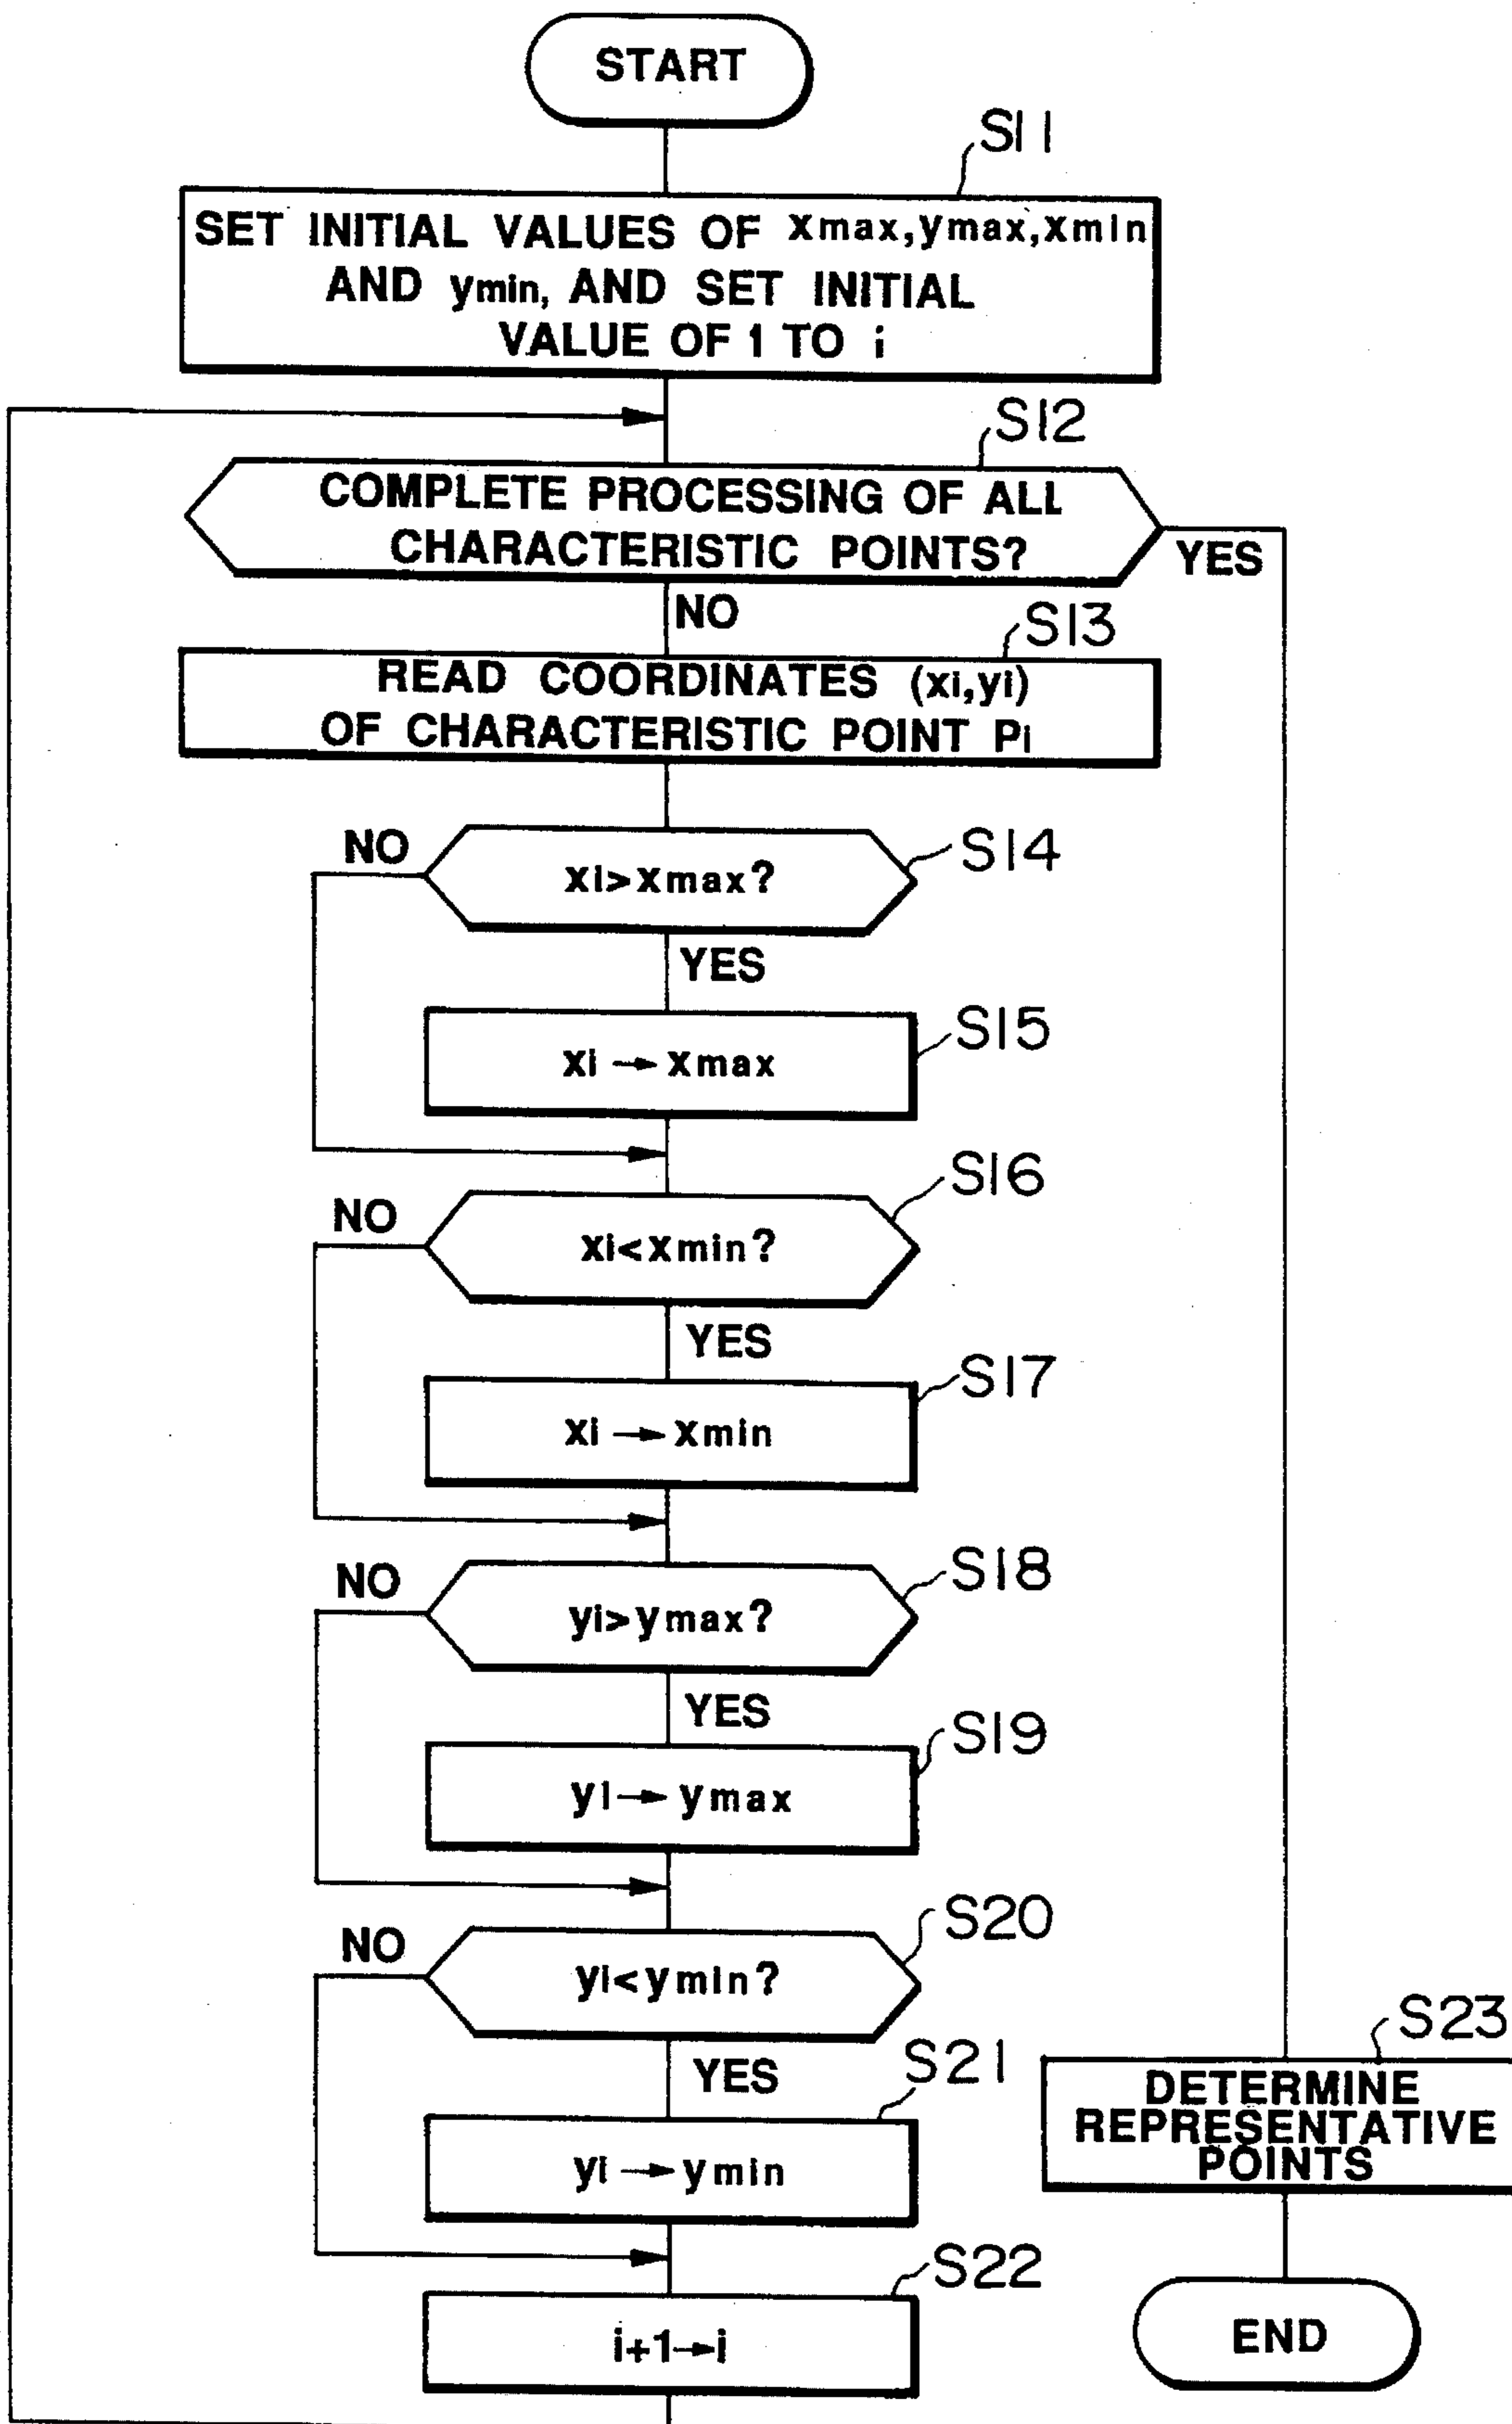 START
S11
SET INITIAL VALUES OF xmax,ymax,xmin
AND ymin, AND SET INITIAL
VALUE OF 1 TO i
S12
COMPLETE PROCESSING OF ALL
CHARACTERISTIC POINTS?
YES
NO
S13
READ COORDINATES (xi,yi)
OF CHARACTERISTIC POINT Pi
NO
S14
xi>xmax?
YES
S15
xi→xmax
S16
NO
xi<xmin?
YES
S17
xi→xmin
S18
NO
yi>ymax?
YES
S19
yi→ymax
S20
NO
yi<ymin?
YES
S21
yi→ymin
S22
i+1→i
S23
DETERMINE
REPRESENTATIVE
POINTS
END